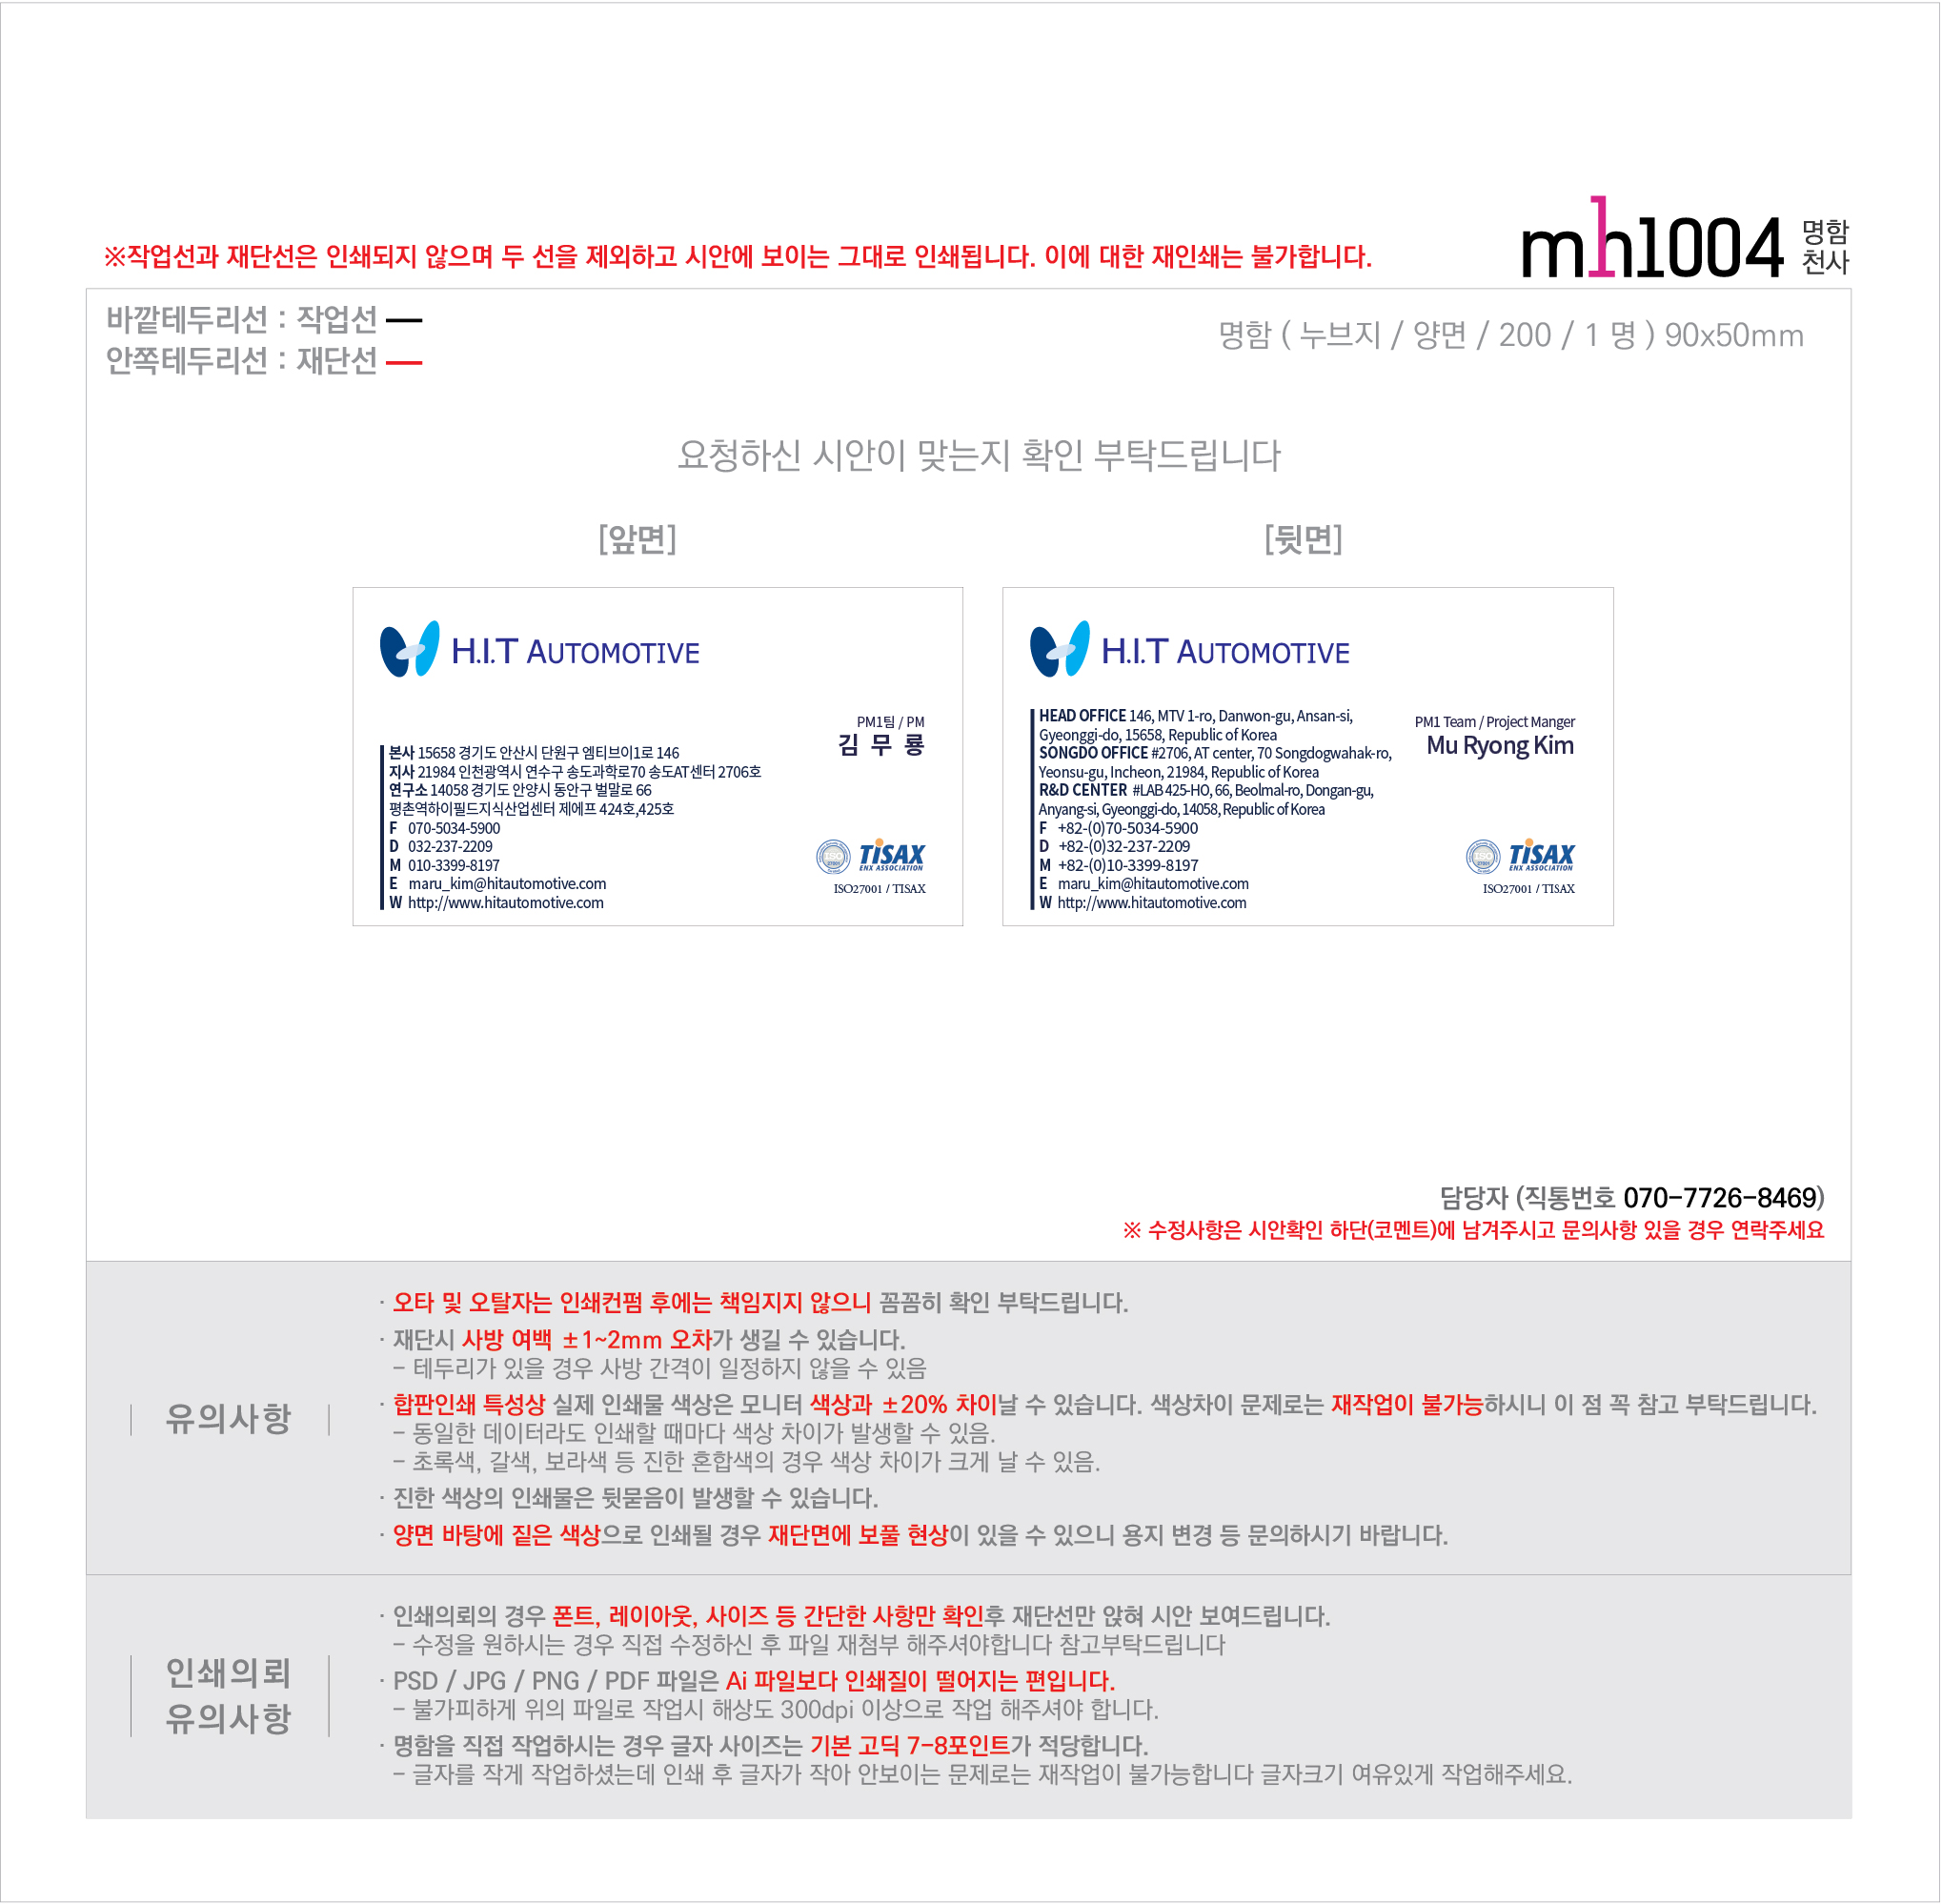 ※작업선과 재단선은 인쇄되지 않으며 두 선을 제외하고 시안에 보이는 그대로 인쇄됩니다. 이에 대한 재인쇄는 불가합니다.
mh1004 명함
천사
바깥테두리선 : 작업선
안쪽테두리선 : 재단선
명함 ( 누브지 / 양면 / 200 / 1 명 ) 90x50mm
요청하신 시안이 맞는지 확인 부탁드립니다
[앞면]
H.I.T AUTOMOTIVE
PM1팀 / PM
김 무 룡
본사 15658 경기도 안산시 단원구 엠티브이1로 146
지사 21984 인천광역시 연수구 송도과학로70 송도AT센터 2706호
연구소 14058 경기도 안양시 동안구 벌말로 66
평촌역하이필드지식산업센터 제에프 424호,425호
F 070-5034-5900
D 032-237-2209
M 010-3399-8197
E maru_kim@hitautomotive.com
W http://www.hitautomotive.com
TISAX
ENX ASSOCIATION
ISO27001 / TISAX
[뒷면]
H.I.T AUTOMOTIVE
HEAD OFFICE 146, MTV 1-ro, Danwon-gu, Ansan-si,
Gyeonggi-do, 15658, Republic of Korea
SONGDO OFFICE #2706, AT center, 70 Songdogwahak-ro,
Yeonsu-gu, Incheon, 21984, Republic of Korea
R&D CENTER #LAB 425-HO, 66, Beolmal-ro, Dongan-gu,
Anyang-si, Gyeonggi-do, 14058, Republic of Korea
F +82-(0)70-5034-5900
D +82-(0)32-237-2209
M +82-(0)10-3399-8197
E maru_kim@hitautomotive.com
W http://www.hitautomotive.com
PM1 Team / Project Manger
Mu Ryong Kim
ISO
TISAX
ENX ASSOCIATION
ISO27001 / TISAX
담당자 (직통번호 070-7726-8469)
※ 수정사항은 시안확인 하단(코멘트)에 남겨주시고 문의사항 있을 경우 연락주세요
유의사항
· 오타 및 오탈자는 인쇄컨펌 후에는 책임지지 않으니 꼼꼼히 확인 부탁드립니다.
· 재단시 사방 여백 ±1~2mm 오차가 생길 수 있습니다.
- 테두리가 있을 경우 사방 간격이 일정하지 않을 수 있음
· 합판인쇄 특성상 실제 인쇄물 색상은 모니터 색상과 ±20% 차이날 수 있습니다. 색상차이 문제로는 재작업이 불가능하시니 이 점 꼭 참고 부탁드립니다.
- 동일한 데이터라도 인쇄할 때마다 색상 차이가 발생할 수 있음.
- 초록색, 갈색, 보라색 등 진한 혼합색의 경우 색상 차이가 크게 날 수 있음.
· 진한 색상의 인쇄물은 뒷묻음이 발생할 수 있습니다.
· 양면 바탕에 짙은 색상으로 인쇄될 경우 재단면에 보풀 현상이 있을 수 있으니 용지 변경 등 문의하시기 바랍니다.
인쇄의뢰
유의사항
· 인쇄의뢰의 경우 폰트, 레이아웃, 사이즈 등 간단한 사항만 확인후 재단선만 앉혀 시안 보여드립니다.
- 수정을 원하시는 경우 직접 수정하신 후 파일 재첨부 해주셔야합니다 참고부탁드립니다
· PSD / JPG / PNG / PDF 파일은 Ai 파일보다 인쇄질이 떨어지는 편입니다.
- 불가피하게 위의 파일로 작업시 해상도 300dpi 이상으로 작업 해주셔야 합니다.
· 명함을 직접 작업하시는 경우 글자 사이즈는 기본 고딕 7-8포인트가 적당합니다.
- 글자를 작게 작업하셨는데 인쇄 후 글자가 작아 안보이는 문제로는 재작업이 불가능합니다 글자크기 여유있게 작업해주세요.